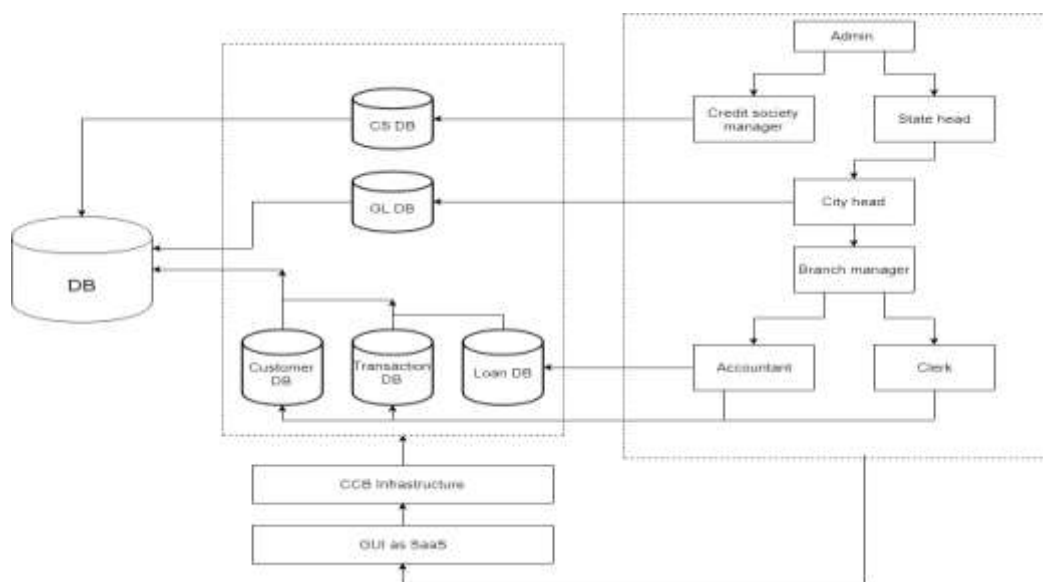 Admin
Credit society
manager
State head
CS DB
City head
GL DB
Branch manager
DB
Customer
DB
Transaction
DB
Loan DB
Accountant
Clerk
CCB Infrastructure
GUI as SaaS